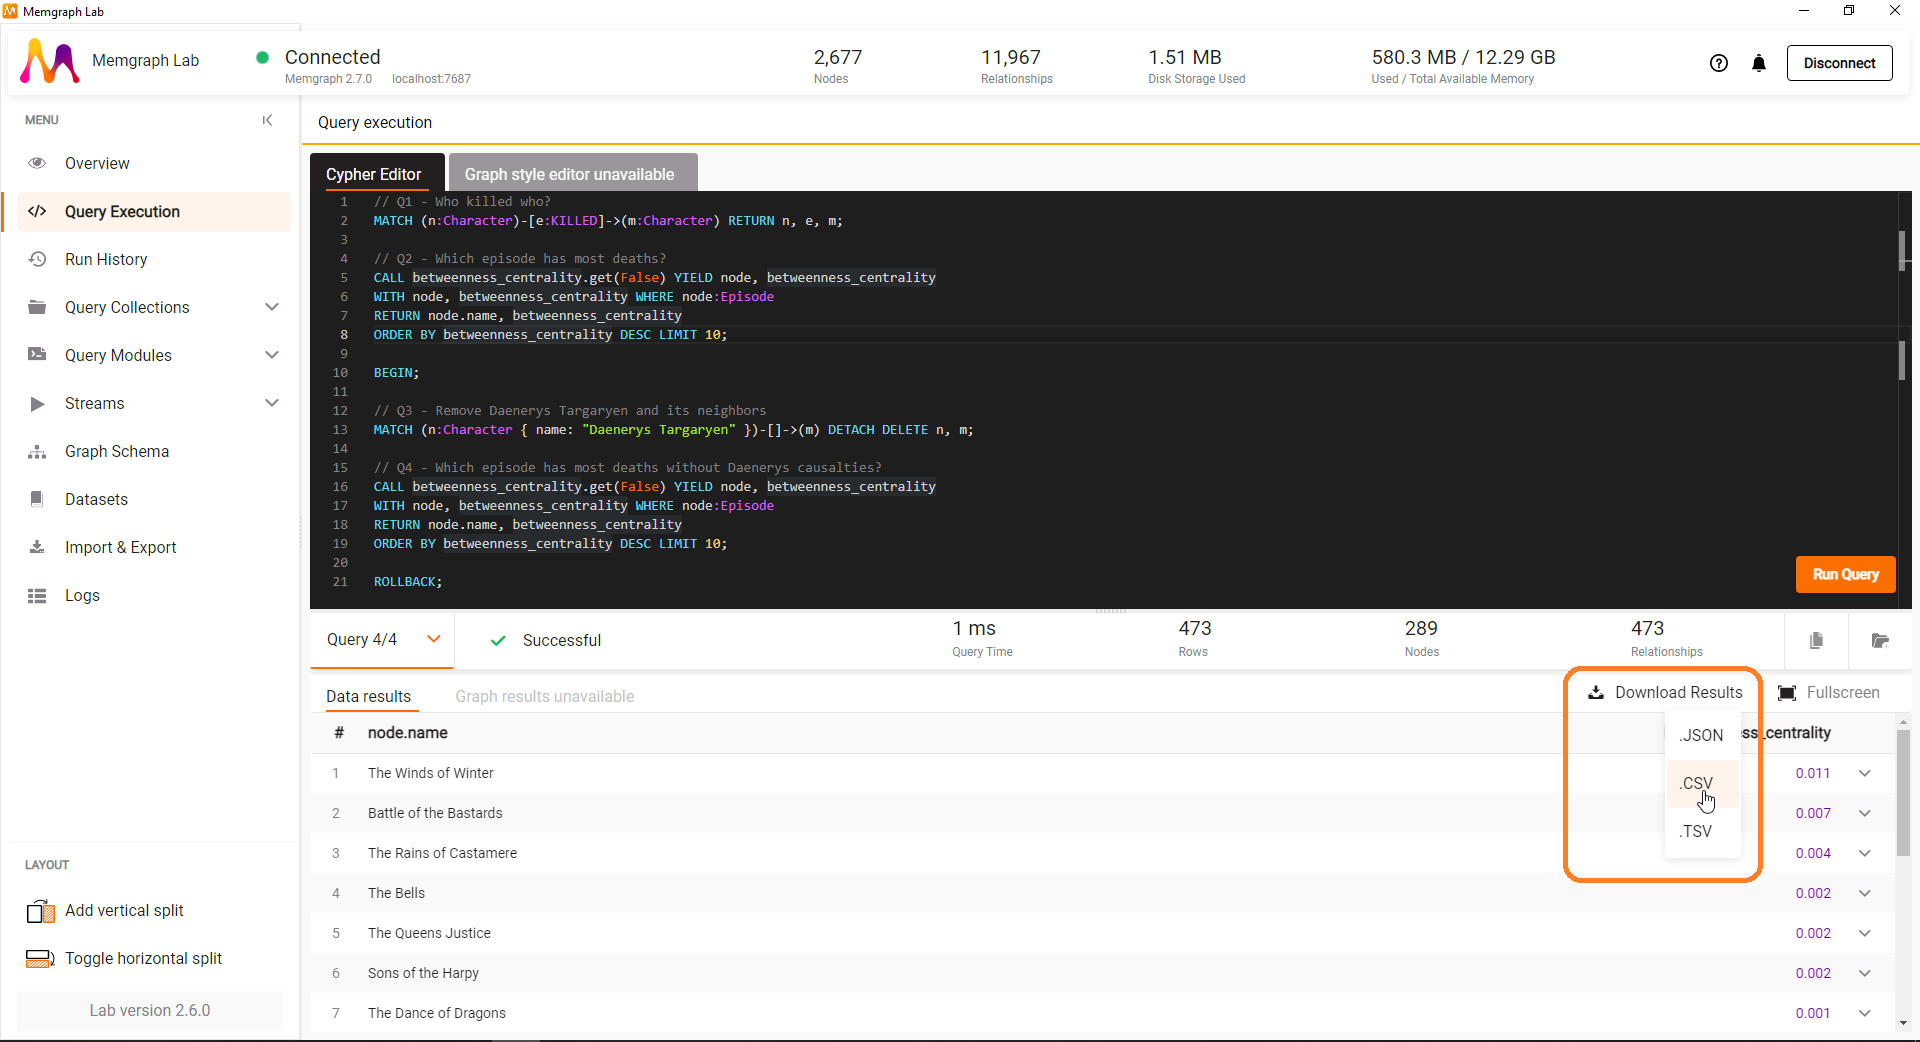 Memgraph Lab
Memgraph Lab
Connected
Memgraph 2.7.0 localhost:7687
2,677
Nodes
11,967
Relationships
1.51 MB
Disk Storage Used
580.3 MB / 12.29 GB
Used / Total Available Memory
Disconnect
MENU
Overview
Query Execution
Run History
Query Collections
Query Modules
Streams
Graph Schema
Datasets
Import & Export
Logs
LAYOUT
Add vertical split
Toggle horizontal split
Lab version 2.6.0
Query execution
Cypher Editor
Graph style editor unavailable
1 // Q1 - Who killed who?
2 MATCH (n:Character)-[e:KILLED]->(m:Character) RETURN n, e, m;
3
4 // Q2 - Which episode has most deaths?
5 CALL betweenness_centrality.get(False) YIELD node, betweenness_centrality
6 WITH node, betweenness_centrality WHERE node:Episode
7 RETURN node.name, betweenness_centrality
8 ORDER BY betweenness_centrality DESC LIMIT 10;
9
10 BEGIN;
11
12 // Q3 - Remove Daenerys Targaryen and its neighbors
13 MATCH (n:Character { name: "Daenerys Targaryen" })-[]->(m) DETACH DELETE n, m;
14
15 // Q4 - Which episode has most deaths without Daenerys causalties?
16 CALL betweenness_centrality.get(False) YIELD node, betweenness_centrality
17 WITH node, betweenness_centrality WHERE node:Episode
18 RETURN node.name, betweenness_centrality
19 ORDER BY betweenness_centrality DESC LIMIT 10;
20
21 ROLLBACK;
Run Query
Query 4/4
Successful
1 ms
Query Time
473
Rows
289
Nodes
473
Relationships
Data results
Graph results unavailable
Download Results
Fullscreen
.JSON
.CSV
.TSV
# node.name ess_centrality
1 The Winds of Winter 0.011
2 Battle of the Bastards 0.007
3 The Rains of Castamere 0.004
4 The Bells 0.002
5 The Queens Justice 0.002
6 Sons of the Harpy 0.002
7 The Dance of Dragons 0.001